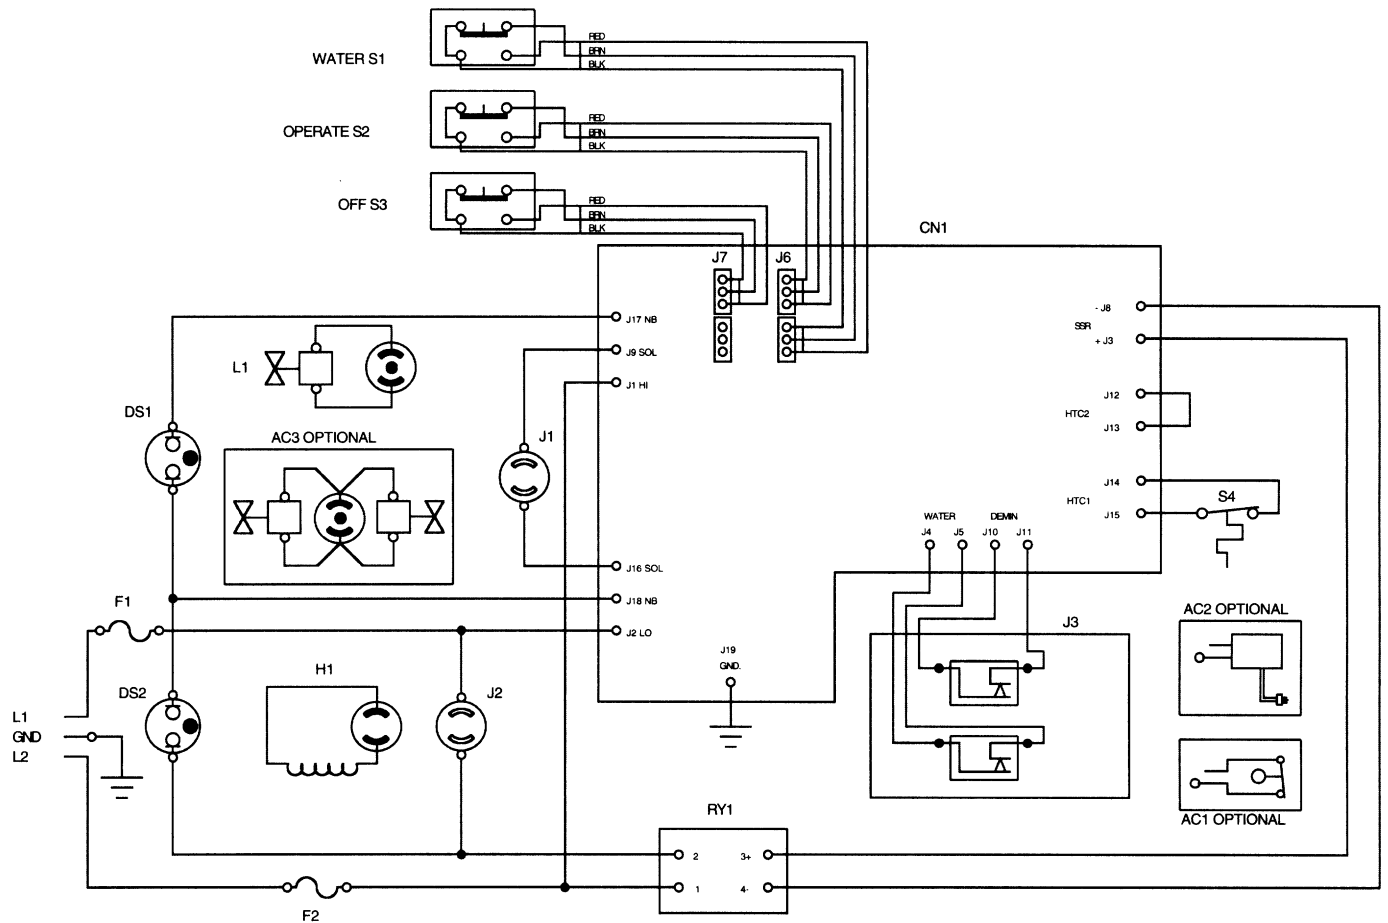 RED
BRN
BLK
WATER S1
RED
BRN
BLK
OPERATE S2
RED
BRN
BLK
OFF S3
CN1
J7
J6
J17 NB
- J8
SSR
+ J3
J9 SOL
L1
J1 HI
J12
HTC2
J13
DS1
AC3 OPTIONAL
J1
J14
HTC1
S4
J15
WATER
DEMIN
J4
J5
J10
J11
J16 SOL
J18 NB
F1
J2 LO
AC2 OPTIONAL
J3
J19
GND.
H1
DS2
J2
L1
GND
L2
RY1
AC1 OPTIONAL
2
3+
1
4-
F2